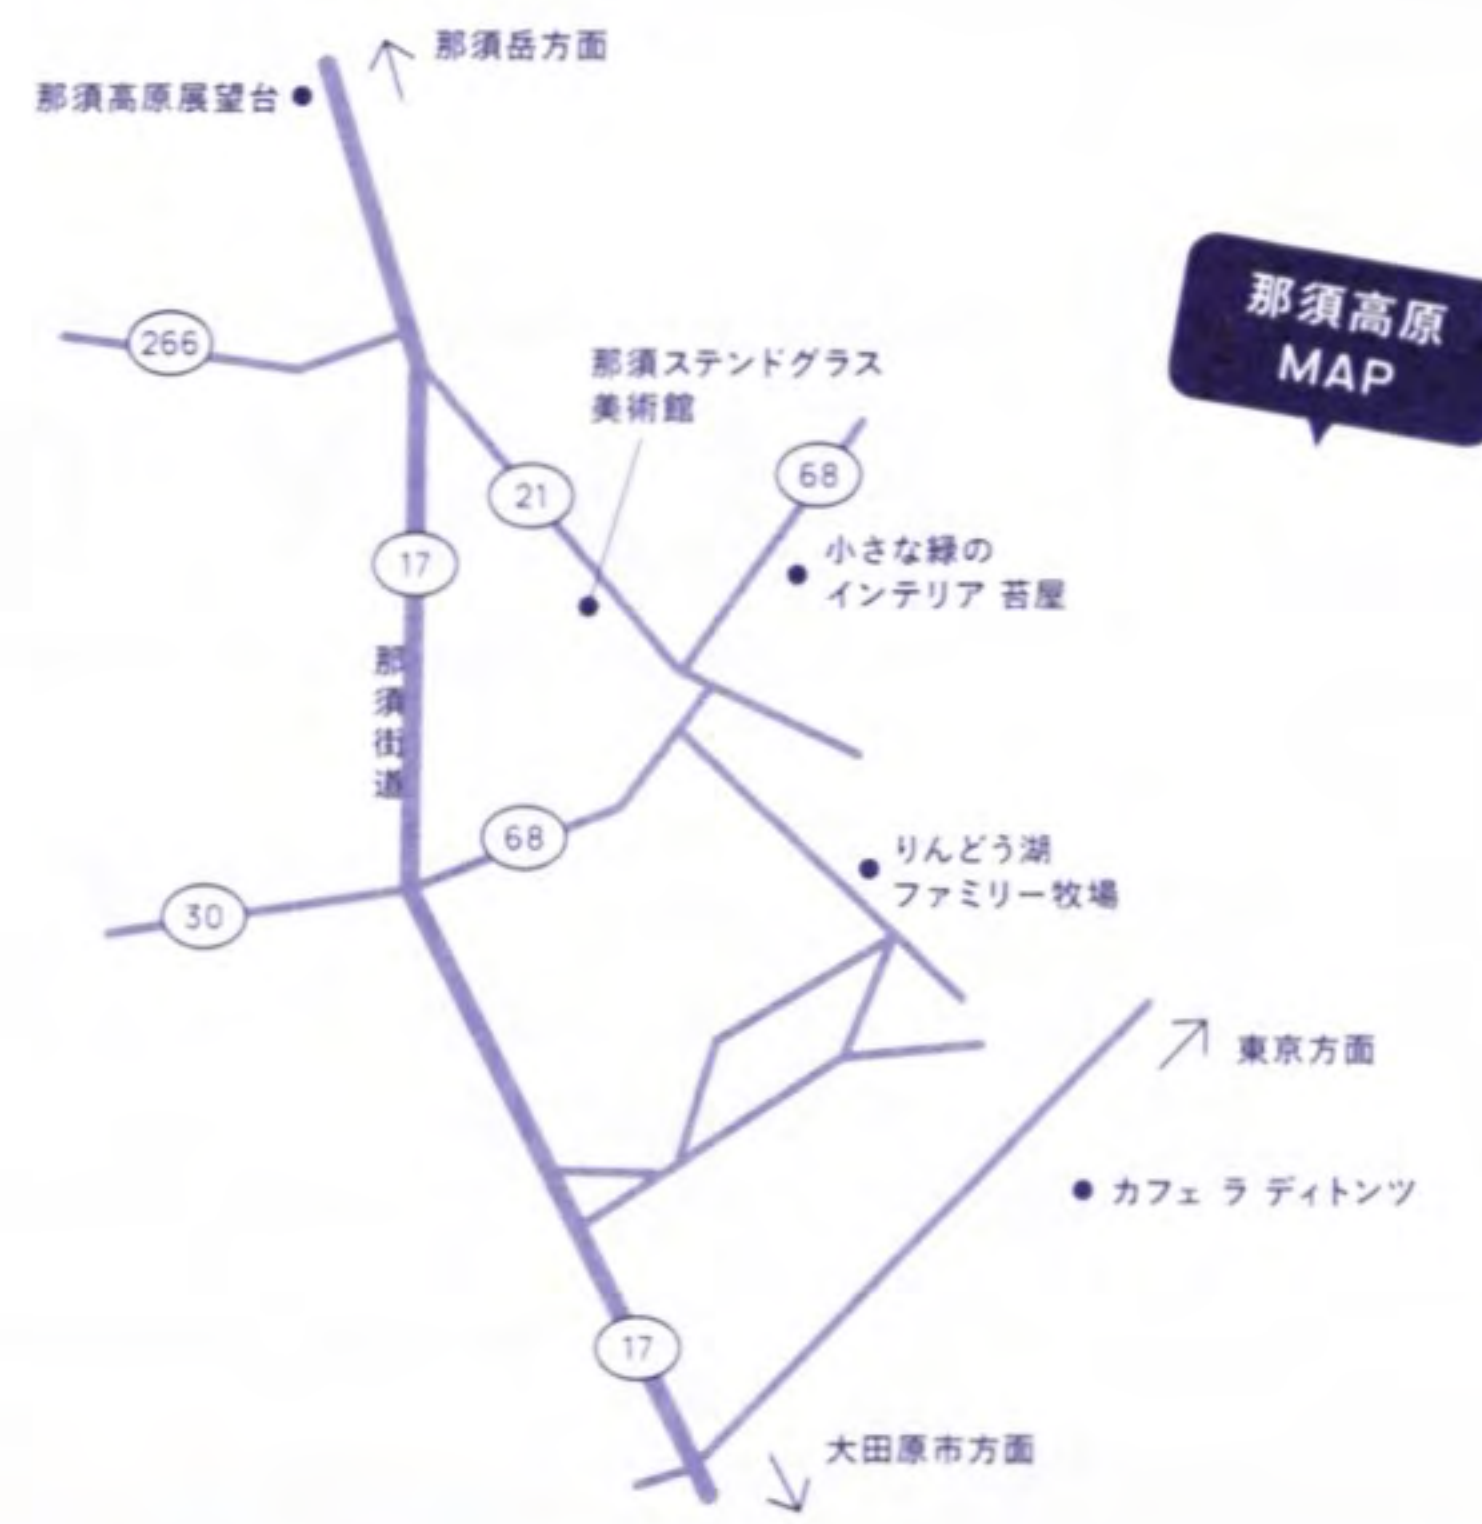 那須岳方面
那須高原展望台
那須高原
MAP
266
那須ステンドグラス
美術館
68
21
17
小さな緑の
インテリア 苔屋
那須街道
68
りんどう湖
ファミリー牧場
30
東京方面
カフェ ラ ディトンツ
17
大田原市方面